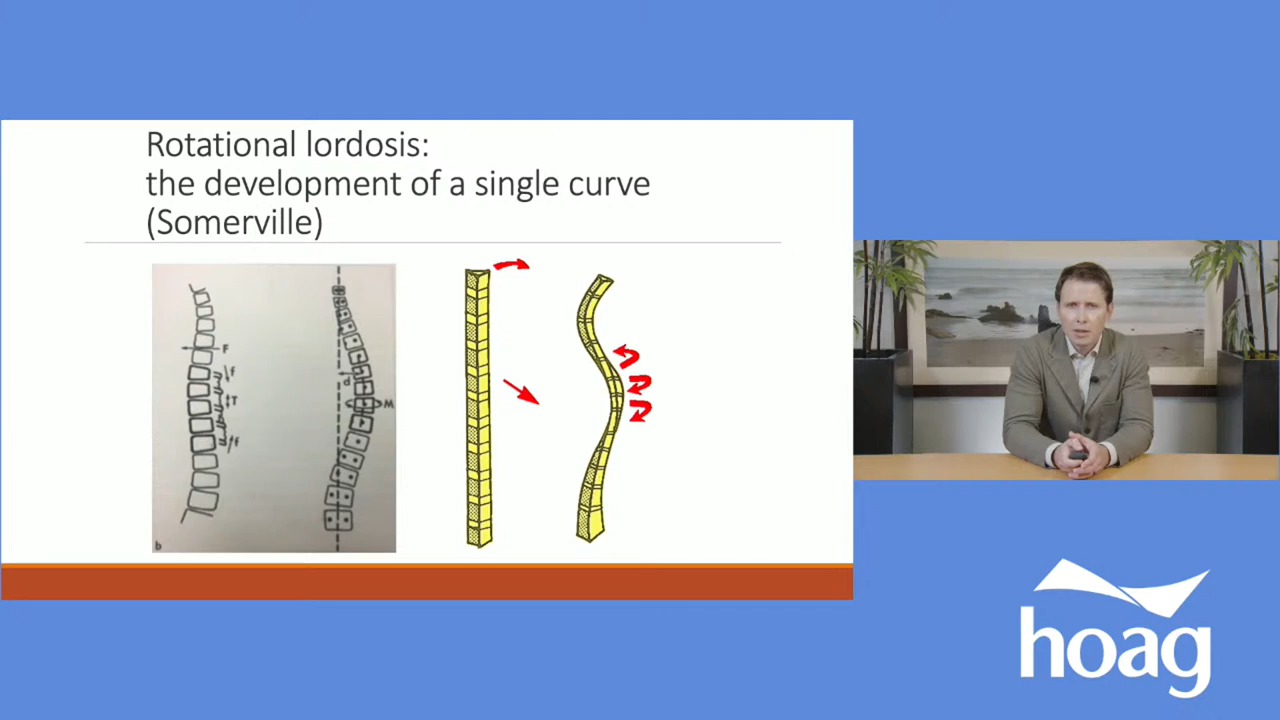 Rotational lordosis:
the development of a single curve
(Somerville)
F
f
T
f
d
M
b
hoag